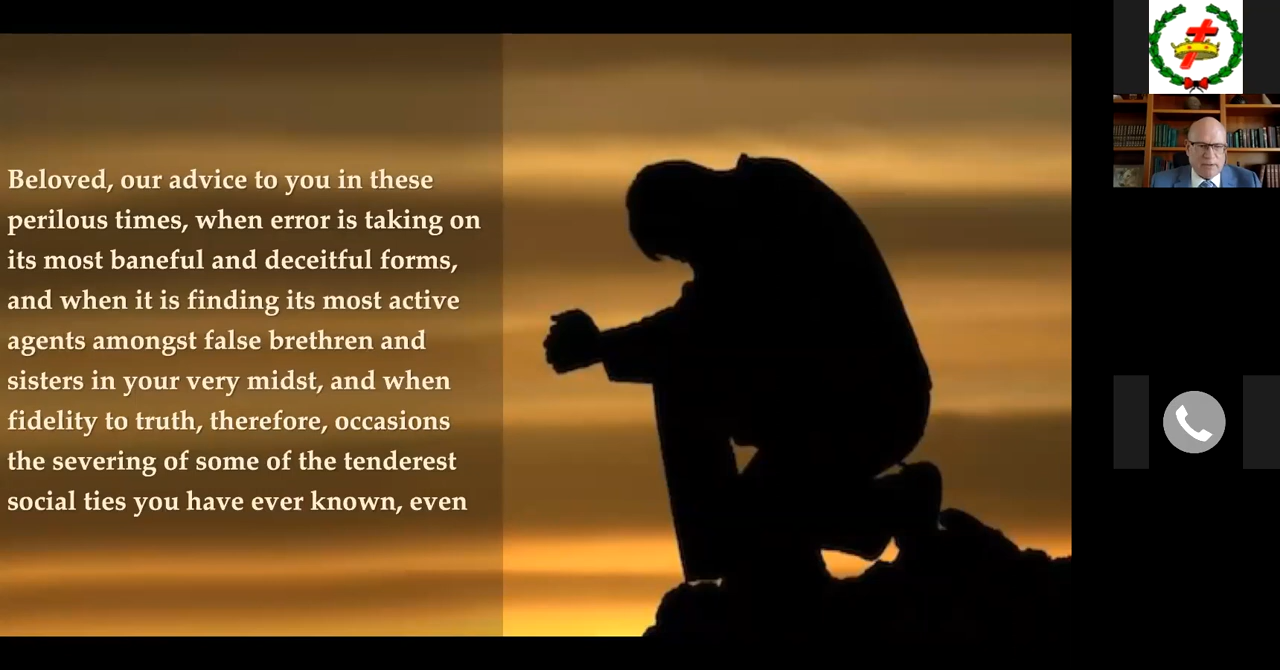 Beloved, our advice to you in these
perilous times, when error is taking on
its most baneful and deceitful forms,
and when it is finding its most active
agents amongst false brethren and
sisters in your very midst, and when
fidelity to truth, therefore, occasions
the severing of some of the tenderest
social ties you have ever known, even